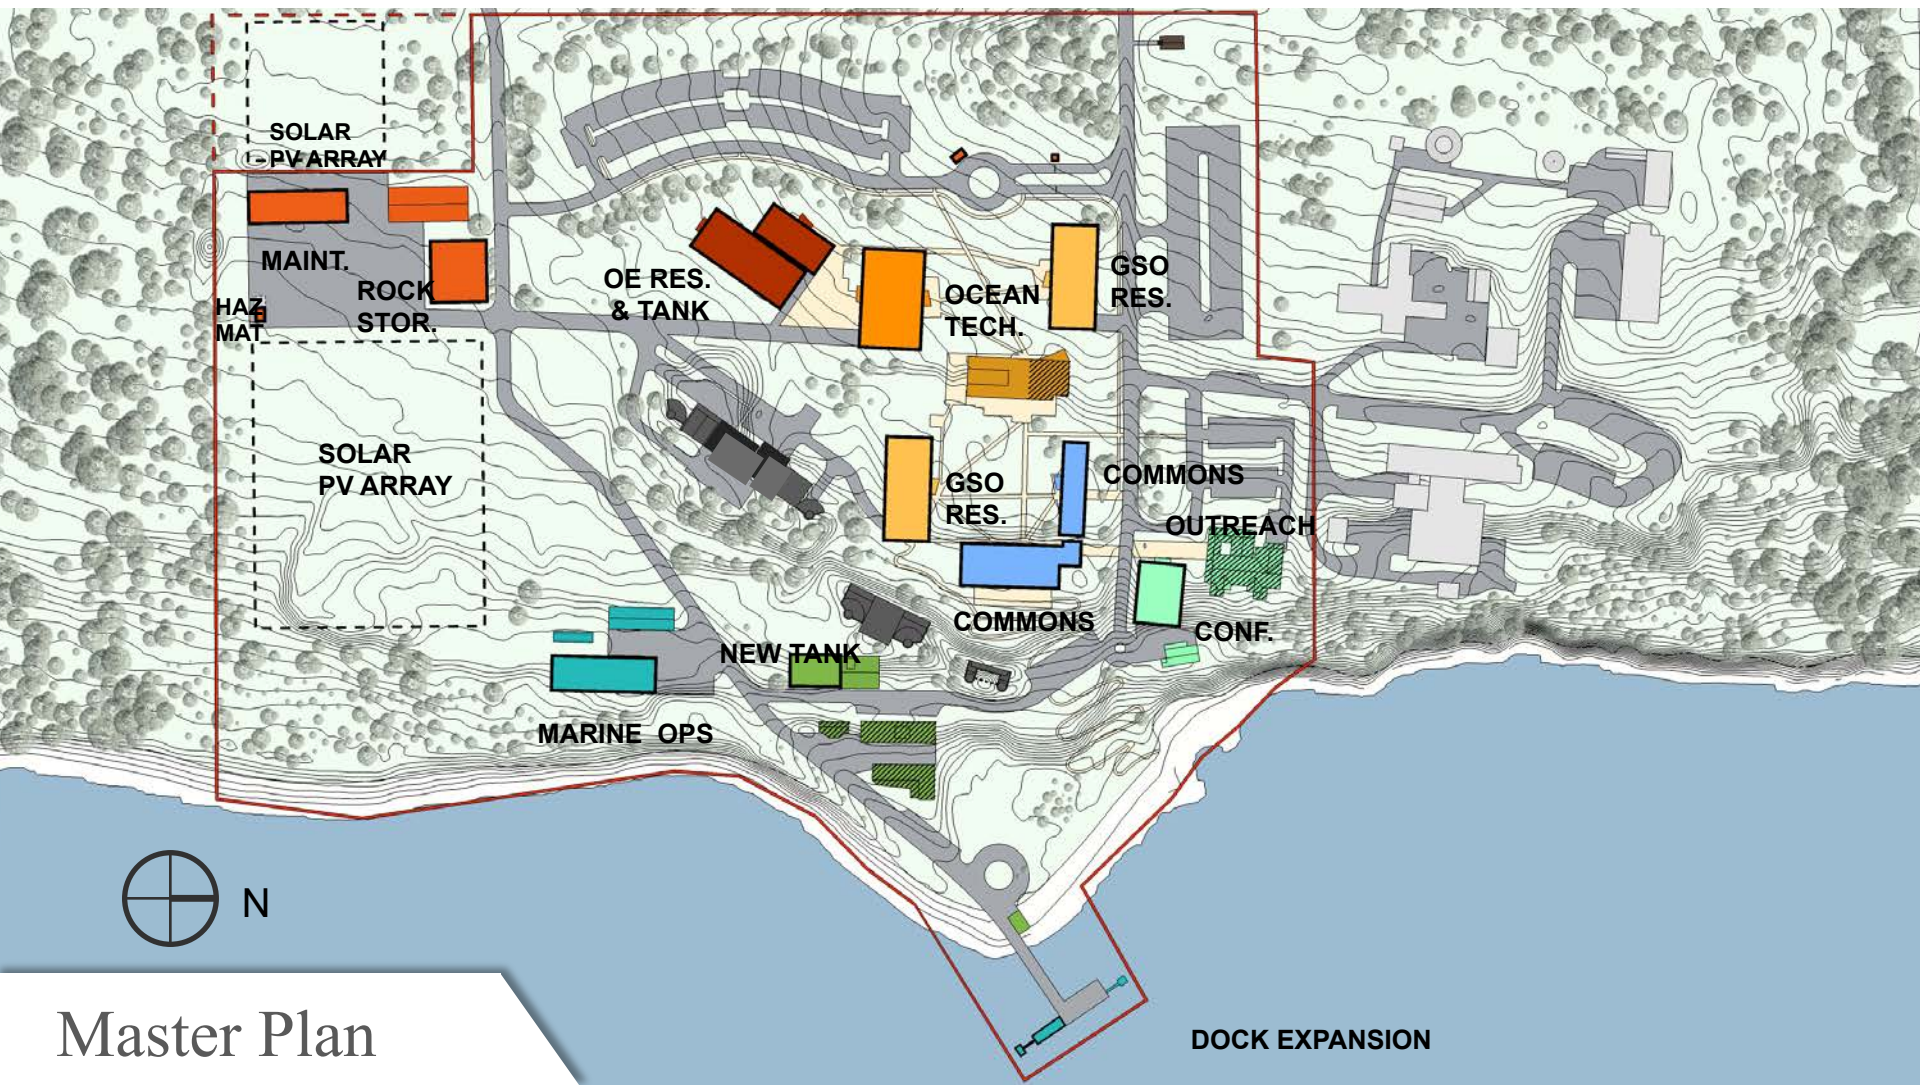 SOLAR
PV ARRAY
MAINT.
HAZ
MAT
ROCK
STOR.
OE RES.
& TANK
OCEAN
TECH.
GSO
RES.
SOLAR
PV ARRAY
GSO
RES.
COMMONS
OUTREACH
COMMONS
CONF.
NEW TANK
MARINE OPS
N
Master Plan
DOCK EXPANSION